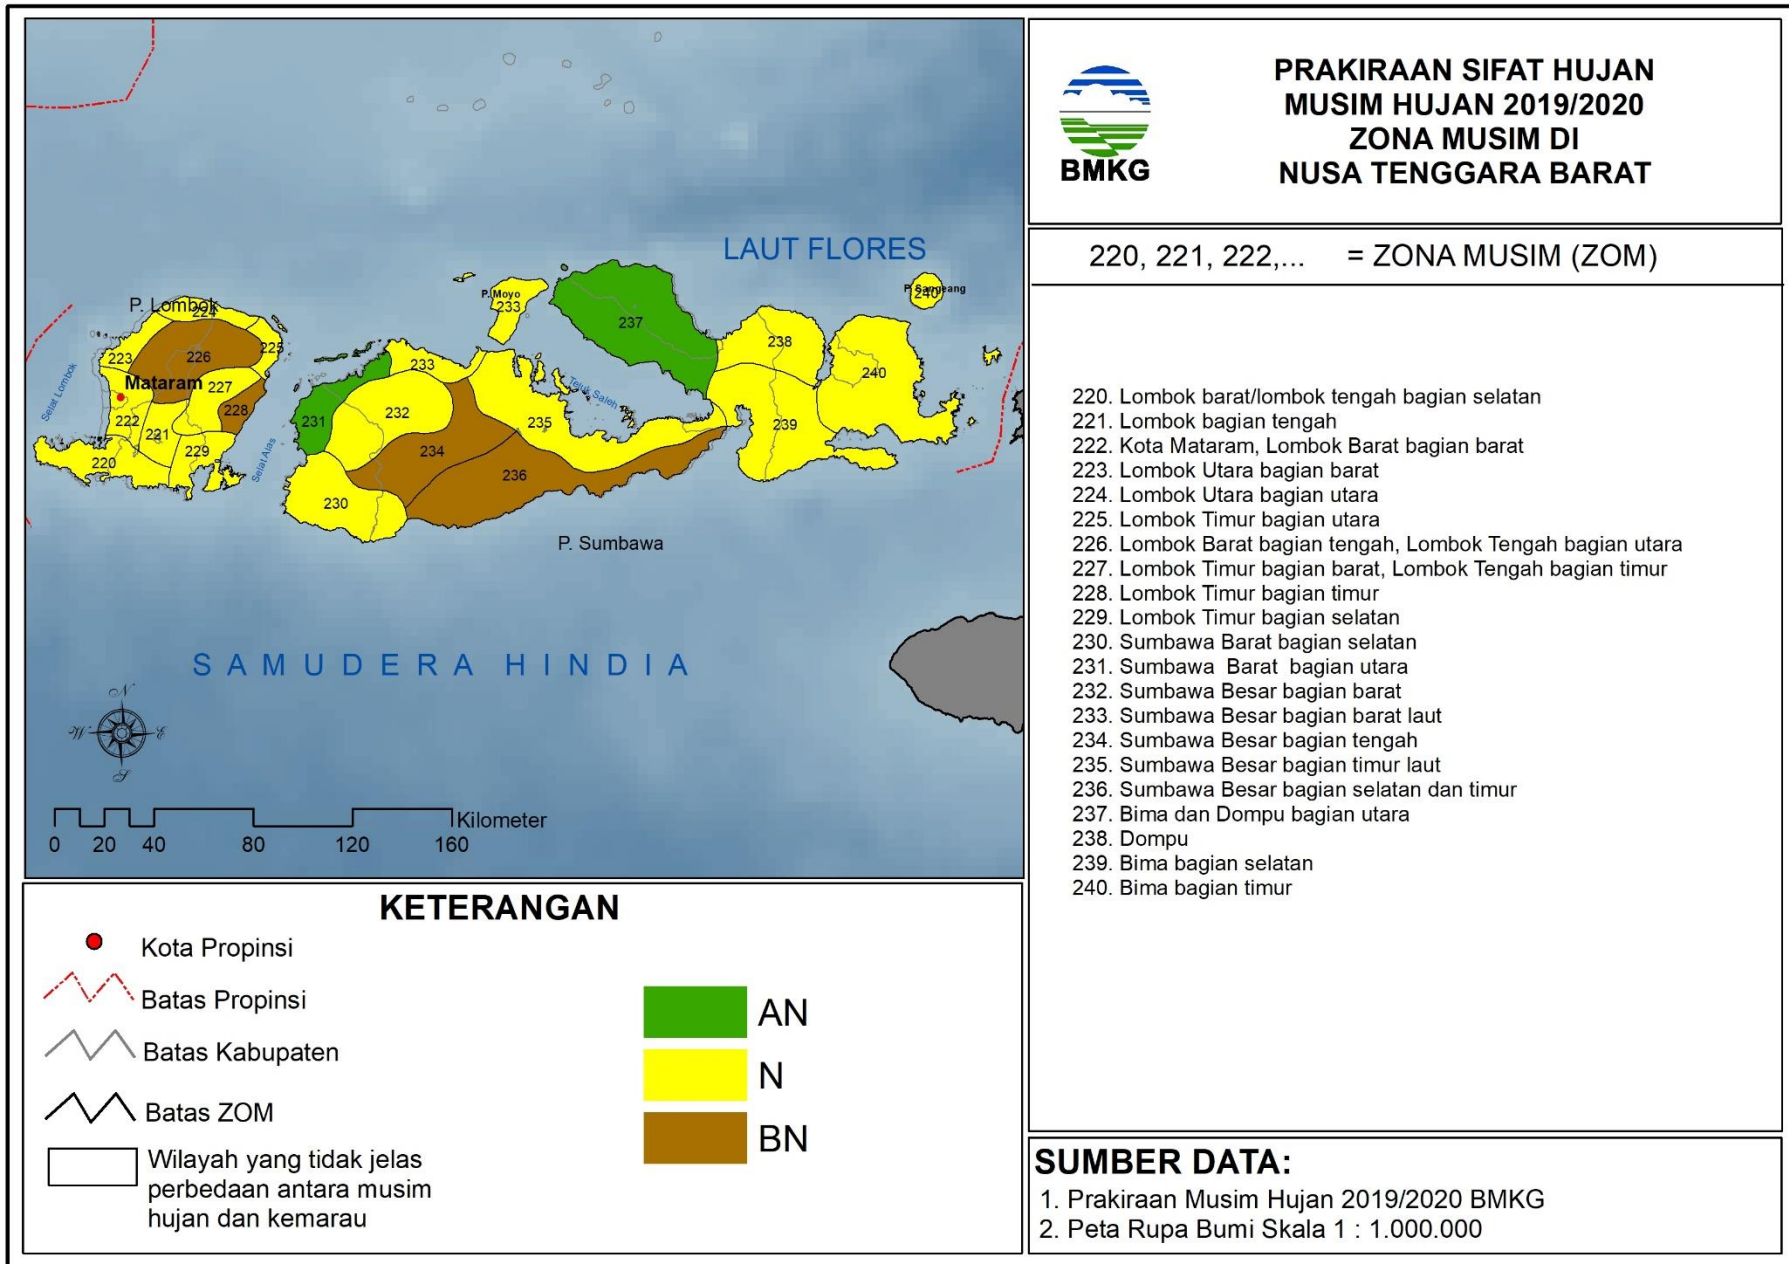 P. Lombok
224
223
226
225
Mataram
227
228
222
221
220
229
Selat Lombok
Selat Alas
231
232
233
P. Moyo
233
234
235
236
230
Teluk Saleh
237
238
239
240
P. Sangeang
240
LAUT FLORES
P. Sumbawa
SAMUDERA HINDIA
N
W
E
S
Kilometer
0 20 40 80 120 160
BMKG
PRAKIRAAN SIFAT HUJAN
MUSIM HUJAN 2019/2020
ZONA MUSIM DI
NUSA TENGGARA BARAT
220, 221, 222,... = ZONA MUSIM (ZOM)
220. Lombok barat/lombok tengah bagian selatan
221. Lombok bagian tengah
222. Kota Mataram, Lombok Barat bagian barat
223. Lombok Utara bagian barat
224. Lombok Utara bagian utara
225. Lombok Timur bagian utara
226. Lombok Barat bagian tengah, Lombok Tengah bagian utara
227. Lombok Timur bagian barat, Lombok Tengah bagian timur
228. Lombok Timur bagian timur
229. Lombok Timur bagian selatan
230. Sumbawa Barat bagian selatan
231. Sumbawa Barat bagian utara
232. Sumbawa Besar bagian barat
233. Sumbawa Besar bagian barat laut
234. Sumbawa Besar bagian tengah
235. Sumbawa Besar bagian timur laut
236. Sumbawa Besar bagian selatan dan timur
237. Bima dan Dompu bagian utara
238. Dompu
239. Bima bagian selatan
240. Bima bagian timur
KETERANGAN
Kota Propinsi
Batas Propinsi
Batas Kabupaten
Batas ZOM
Wilayah yang tidak jelas
perbedaan antara musim
hujan dan kemarau
AN
N
BN
SUMBER DATA:
1. Prakiraan Musim Hujan 2019/2020 BMKG
2. Peta Rupa Bumi Skala 1 : 1.000.000